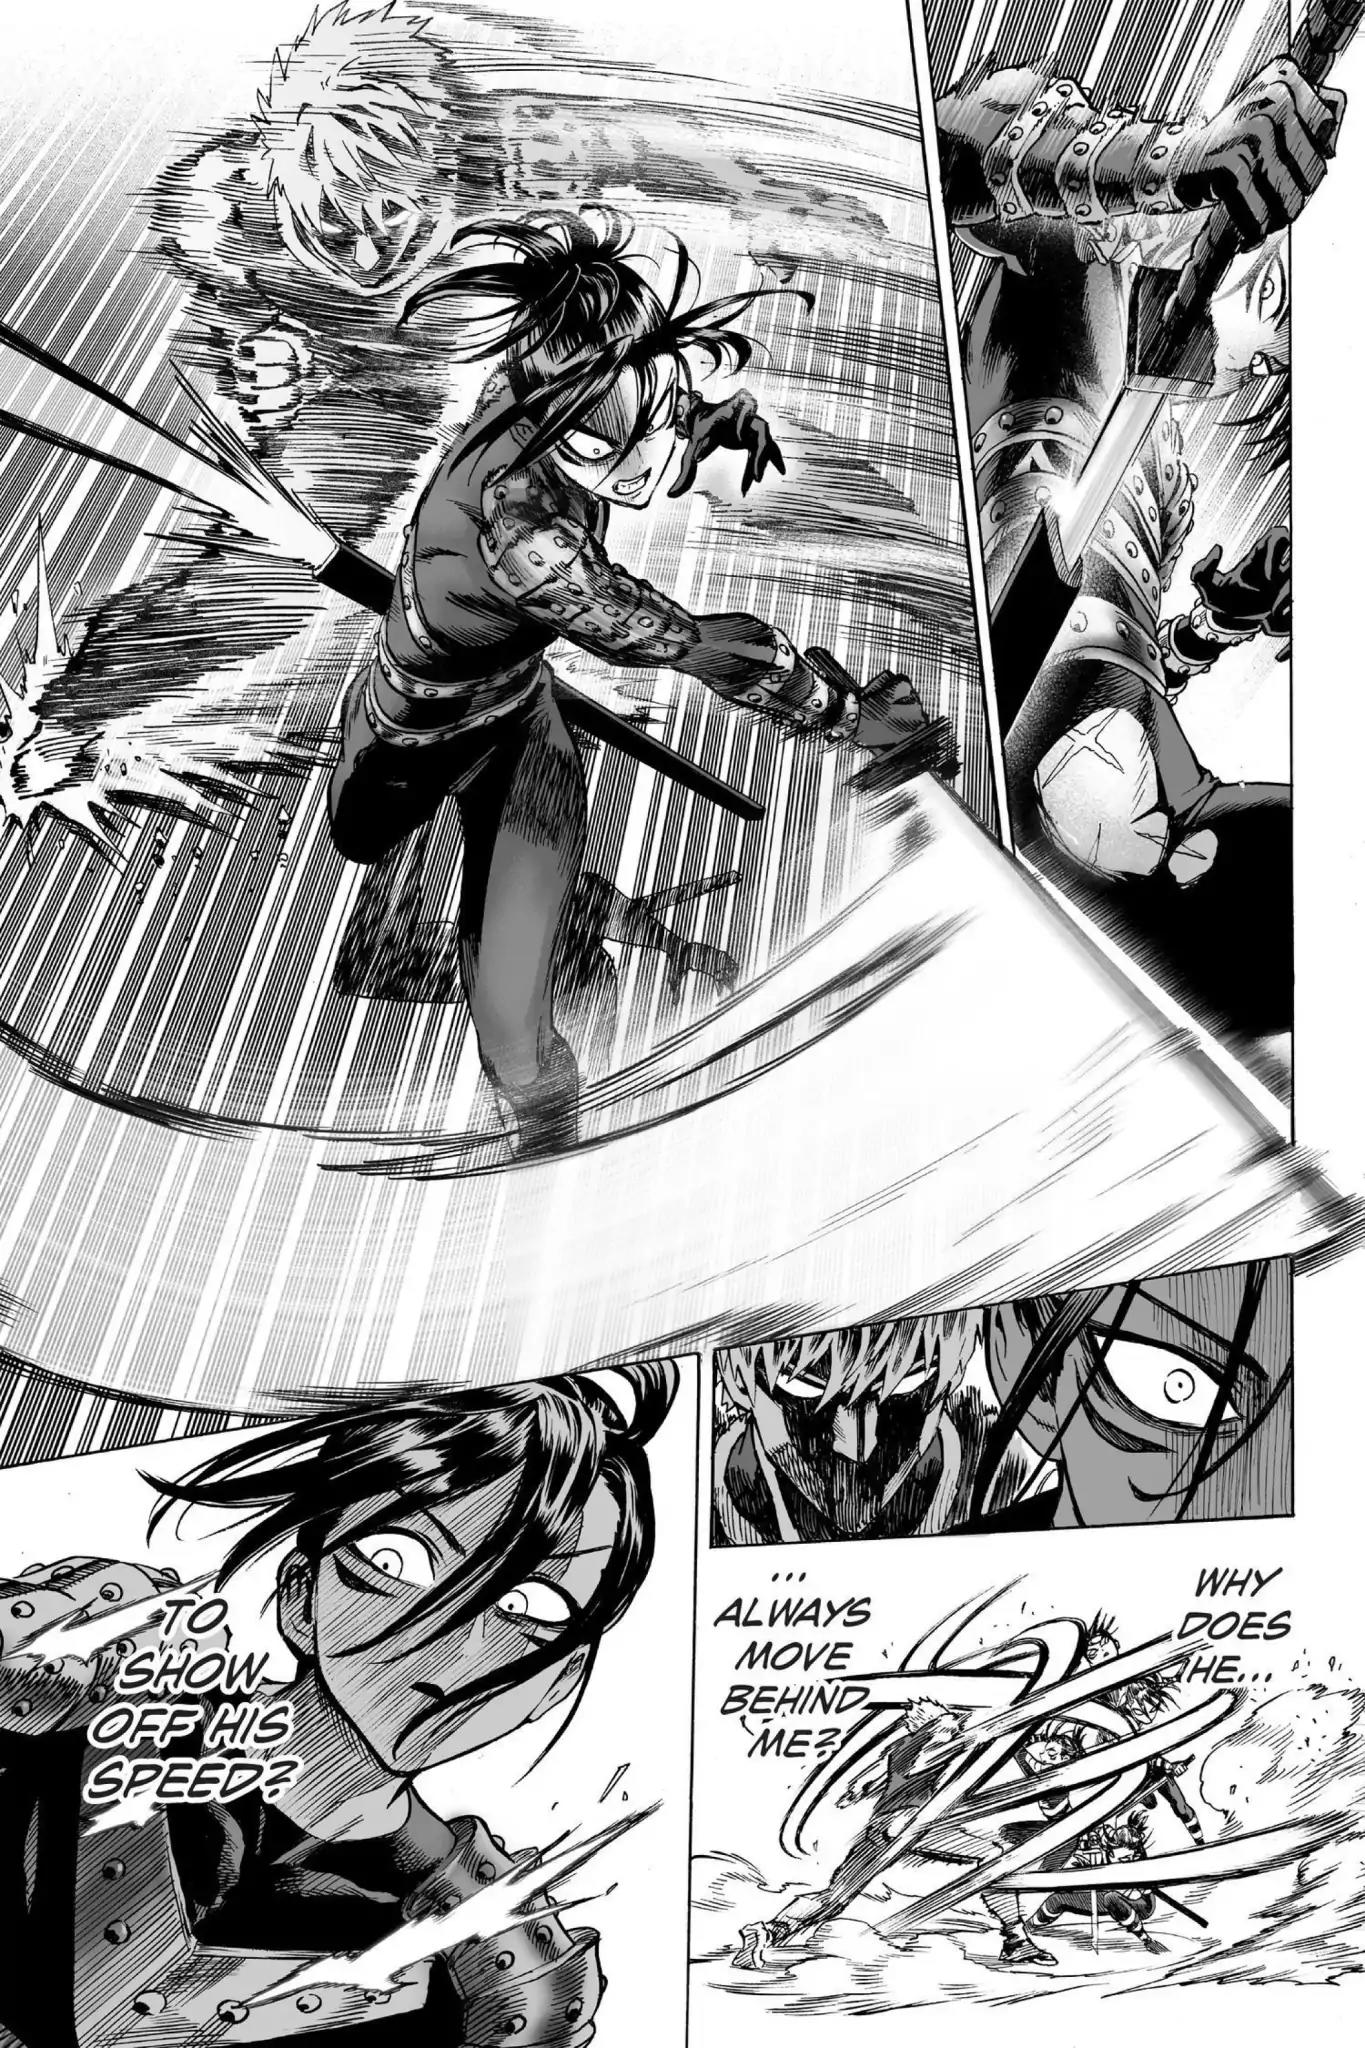 WHY
DOES
HE...
...
ALWAYS
MOVE
BEHIND
ME?
TO
SHOW
OFF HIS
SPEED?